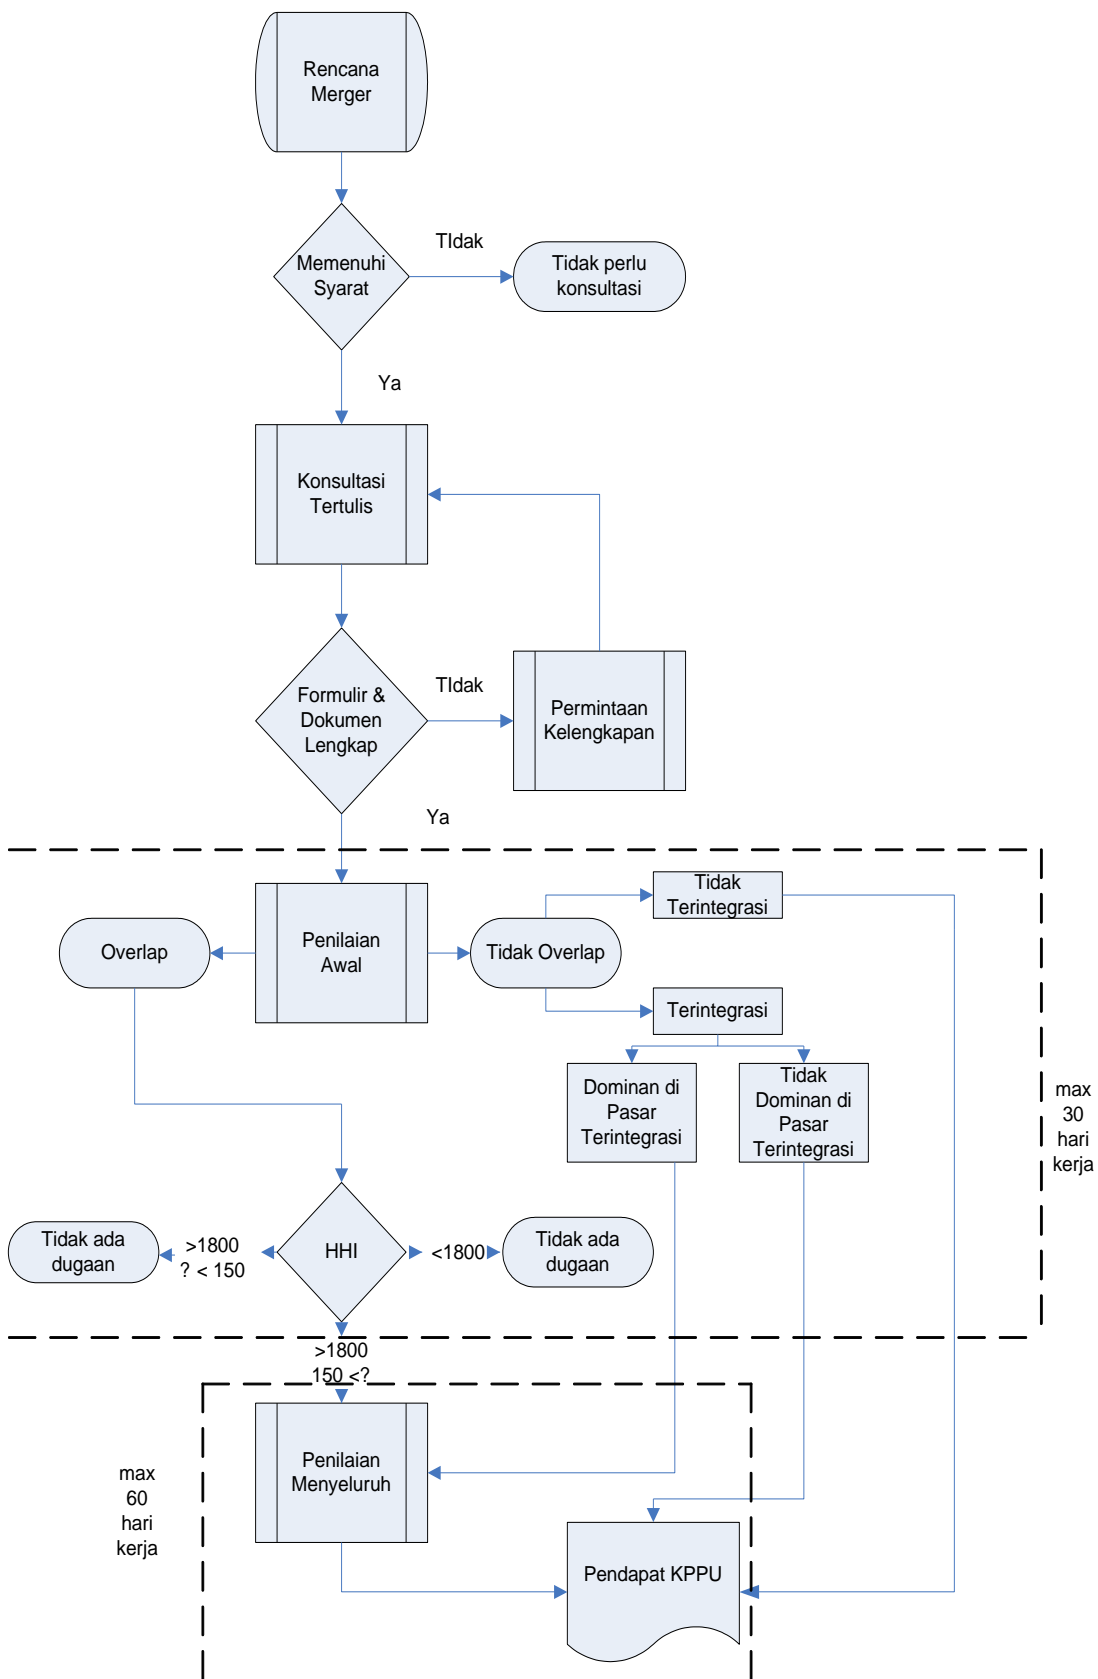 Rencana
Merger
Memenuhi
Syarat
TIdak
Tidak perlu
konsultasi
Ya
Konsultasi
Tertulis
Formulir &
Dokumen
Lengkap
TIdak
Permintaan
Kelengkapan
Ya
Tidak
Terintegrasi
Overlap
Penilaian
Awal
Tidak Overlap
Terintegrasi
Dominan di
Pasar
Terintegrasi
Tidak
Dominan di
Pasar
Terintegrasi
max
30
hari
kerja
Tidak ada
dugaan
>1800
? < 150
HHI
<1800
Tidak ada
dugaan
>1800
150 <?
Penilaian
Menyeluruh
max
60
hari
kerja
Pendapat KPPU